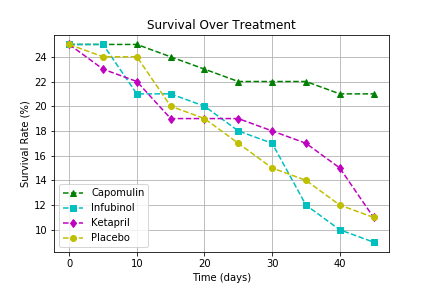 Survival Over Treatment
Survival Rate (%)
24
22
20
18
16
14
12
10
Capomulin
Infubinol
Ketapril
Placebo
0 10 20 30 40
Time (days)